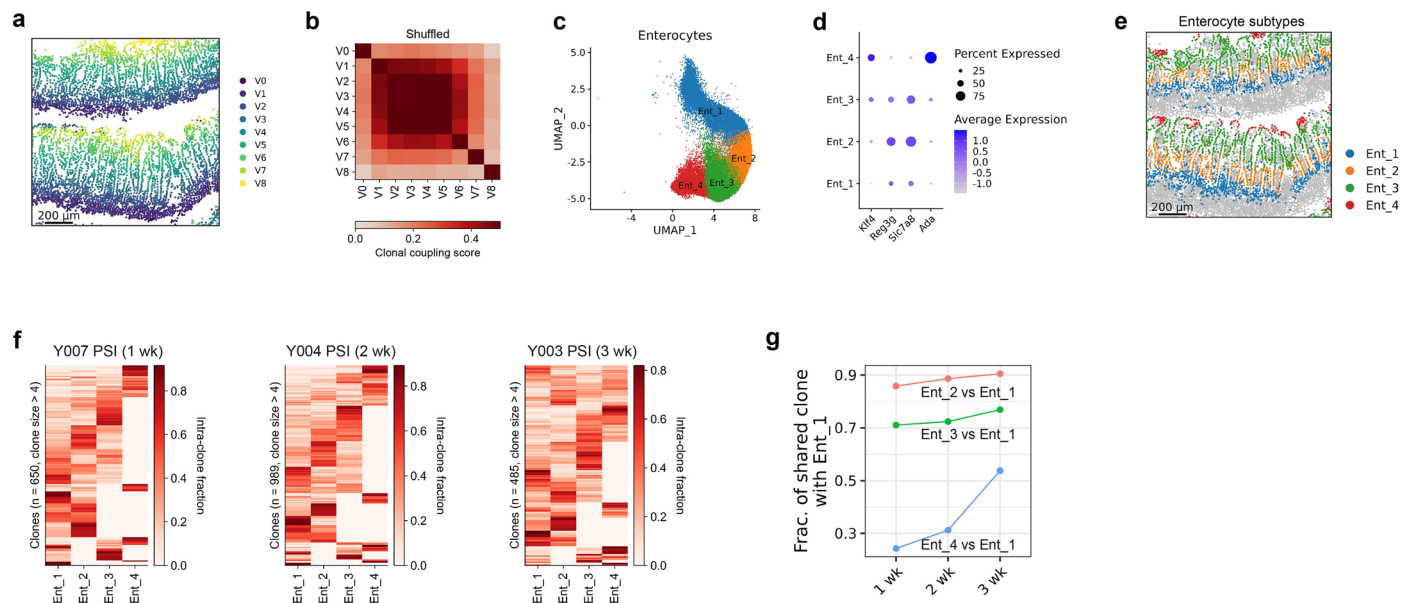 a
V0
V1
V2
V3
V4
V5
V6
V7
V8
200 μm
b
Shuffled
V0
V1
V2
V3
V4
V5
V6
V7
V8
V0
V1
V2
V3
V4
V5
V6
V7
V8
0.0 0.2 0.4
Clonal coupling score
c
Enterocytes
5.0
2.5
0.0
-2.5
-5.0
UMAP_2
Ent_1
Ent_2
Ent_3
Ent_4
-4 0 4 8
UMAP_1
d
Ent_4
Ent_3
Ent_2
Ent_1
Klf4
Reg3g
Slc7a8
Ada
Percent Expressed
25
50
75
Average Expression
1.0
0.5
0.0
-0.5
-1.0
e
Enterocyte subtypes
200 μm
Ent_1
Ent_2
Ent_3
Ent_4
f
Y007 PSI (1 wk)
Clones (n = 650, clone size > 4)
Ent_1
Ent_2
Ent_3
Ent_4
0.8
0.6
0.4
0.2
0.0
Intra-clone fraction
Y004 PSI (2 wk)
Clones (n = 989, clone size > 4)
Ent_1
Ent_2
Ent_3
Ent_4
0.8
0.6
0.4
0.2
0.0
Intra-clone fraction
Y003 PSI (3 wk)
Clones (n = 485, clone size > 4)
Ent_1
Ent_2
Ent_3
Ent_4
0.8
0.6
0.4
0.2
0.0
Intra-clone fraction
g
Frac. of shared clone
with Ent_1
0.9
0.7
0.5
0.3
Ent_2 vs Ent_1
Ent_3 vs Ent_1
Ent_4 vs Ent_1
1 wk
2 wk
3 wk